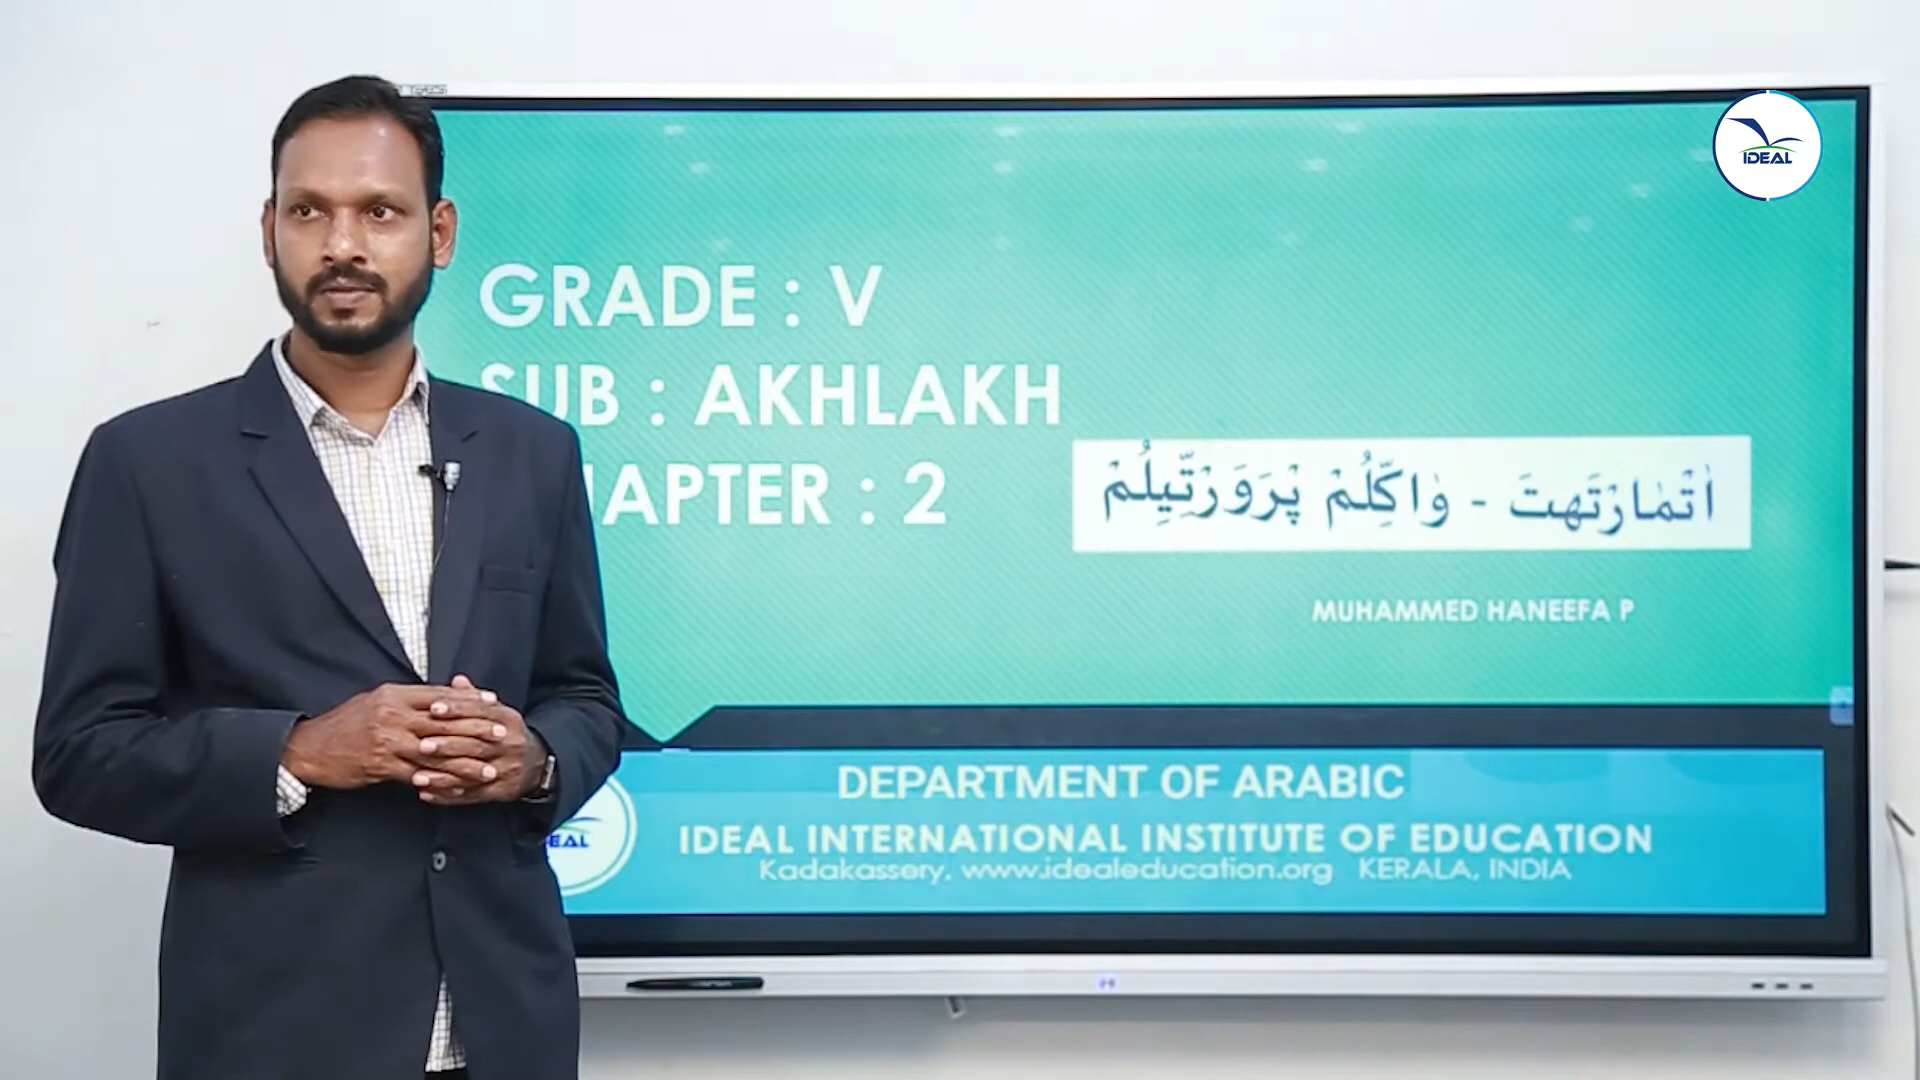 IDEAL
GRADE : V
SUB : AKHLAKH
CHAPTER : 2
اٰتْمٰارْتَهتَ - وٰاكِّلُمْ پْرَوَرْتِّيِلُمْ
MUHAMMED HANEEFA P
DEPARTMENT OF ARABIC
IDEAL INTERNATIONAL INSTITUTE OF EDUCATION
Kadakassery, www.idealeducation.org KERALA, INDIA
EAL